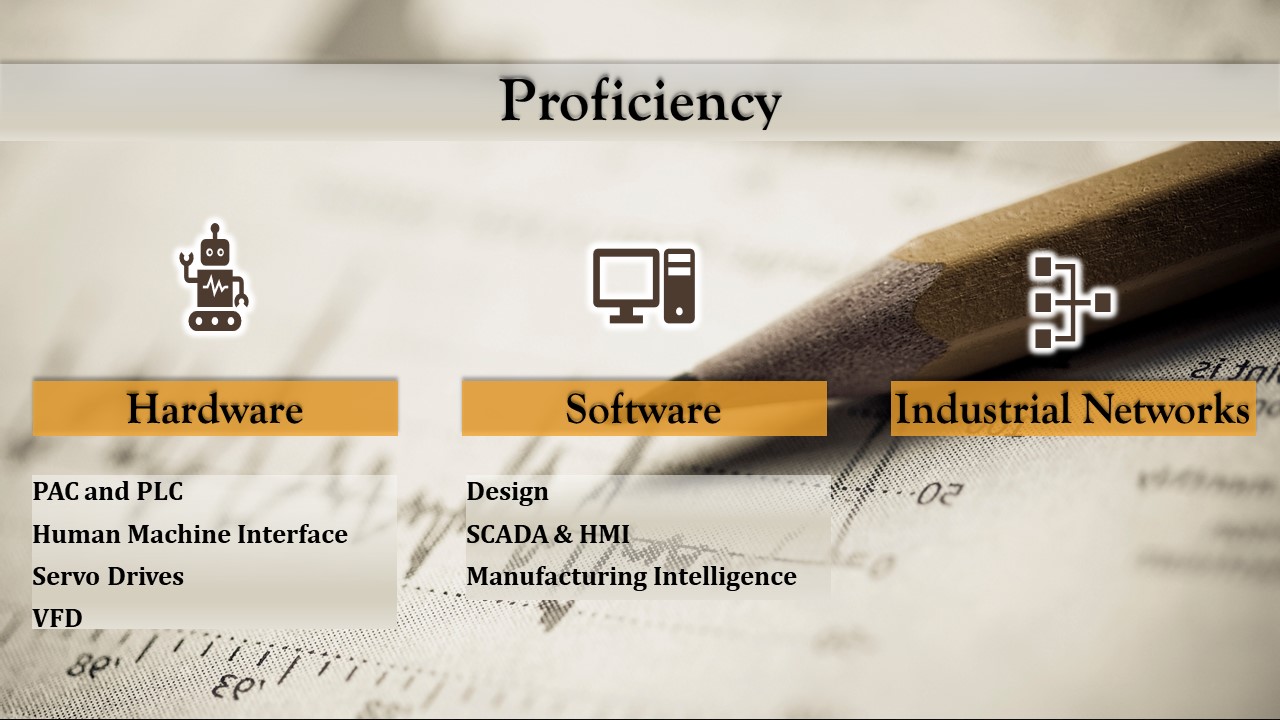 Proficiency
Hardware
Software
Industrial Networks
PAC and PLC
Human Machine Interface
Servo Drives
VFD
Design
SCADA & HMI
Manufacturing Intelligence